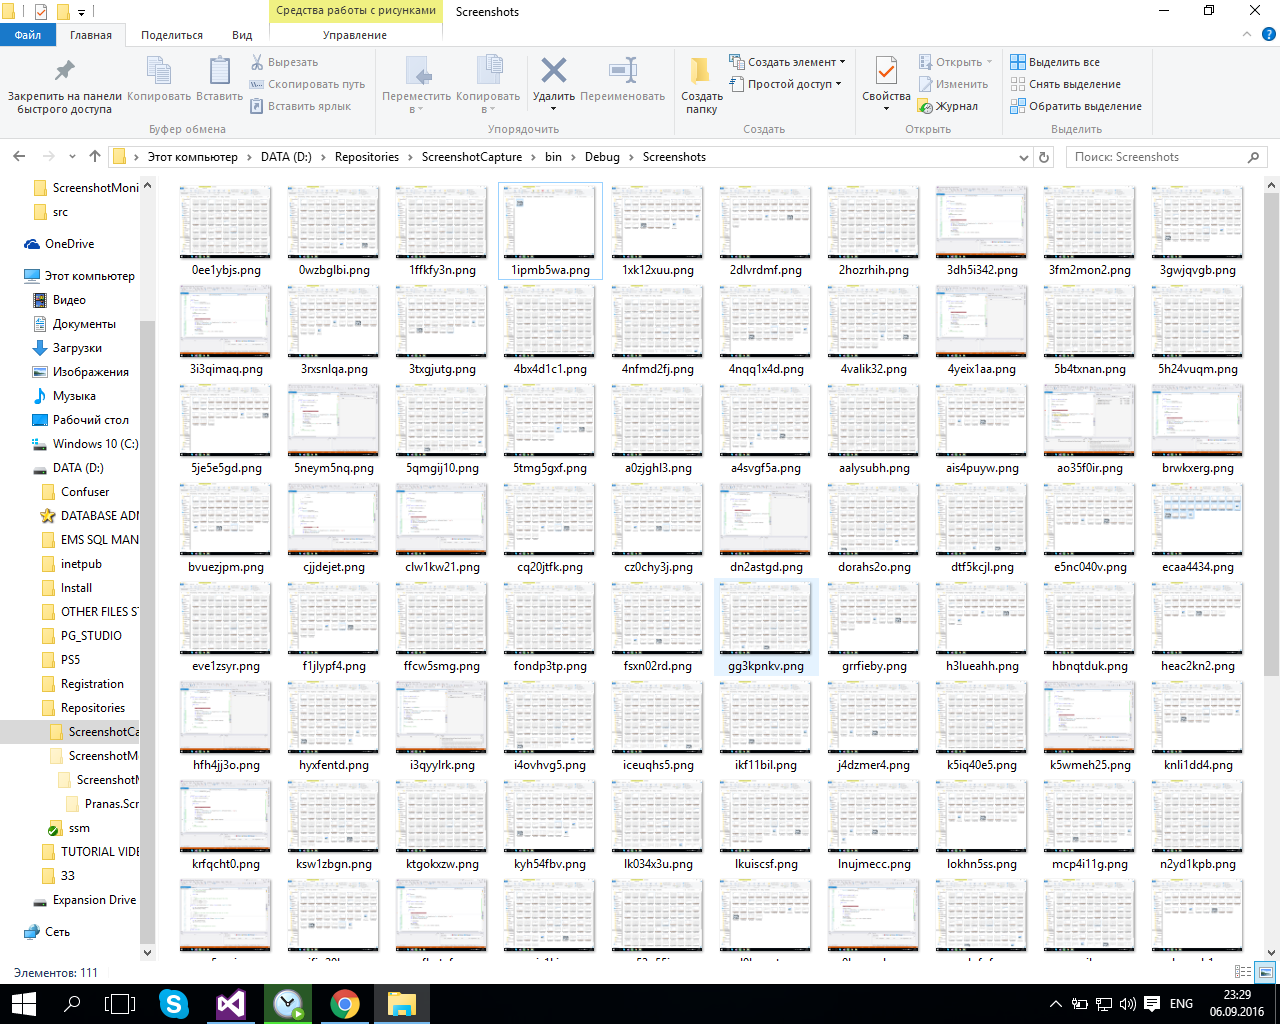 Средства работы с рисунками
Screenshots
Файл
Главная
Поделиться
Вид
Управление
Закрепить на панели быстрого доступа
Копировать
Вставить
Вырезать
Скопировать путь
Вставить ярлык
Буфер обмена
Переместить в
Копировать в
Удалить
Переименовать
Упорядочить
Создать папку
Создать элемент
Простой доступ
Создать
Свойства
Открыть
Изменить
Журнал
Открыть
Выделить все
Снять выделение
Обратить выделение
Выделить
Этот компьютер > DATA (D:) > Repositories > ScreenshotCapture > bin > Debug > Screenshots
Поиск: Screenshots
ScreenshotMoni
src
OneDrive
Этот компьютер
Видео
Документы
Загрузки
Изображения
Музыка
Рабочий стол
Windows 10 (C:)
DATA (D:)
Confuser
DATABASE ADM
EMS SQL MAN
inetpub
Install
OTHER FILES ST
PG_STUDIO
PS5
Registration
Repositories
ScreenshotCa
ScreenshotM
ScreenshotM
Pranas.Scr
ssm
TUTORIAL VIDE
33
Expansion Drive
Сеть
0ee1ybjs.png 0wzbglbi.png 1ffkfy3n.png 1ipmb5wa.png 1xk12xuu.png 2dlvrdmf.png 2hozrhih.png 3dh5i342.png 3fm2mon2.png 3gwjqvgb.png
3i3qimaq.png 3rxsnlqa.png 3txgjutg.png 4bx4d1c1.png 4nfmd2fj.png 4nqq1x4d.png 4valik32.png 4yeix1aa.png 5b4txnan.png 5h24vuqm.png
5je5e5gd.png 5neym5nq.png 5qmgij10.png 5tmg5gxf.png a0zjghl3.png a4svgf5a.png aalysubh.png ais4puyw.png ao35f0ir.png brwkxerg.png
bvuezjpm.png cjjdejet.png clw1kw21.png cq20jtfk.png cz0chy3j.png dn2astgd.png dorahs2o.png dtf5kcjl.png e5nc040v.png ecaa4434.png
eve1zsyr.png f1jlypf4.png ffcw5smg.png fondp3tp.png fsxn02rd.png gg3kpnkv.png grrfieby.png h3lueahh.png hbnqtduk.png heac2kn2.png
hfh4jj3o.png hyxfentd.png i3qyylrk.png i4ovhvg5.png iceuqhs5.png ikf11bil.png j4dzmer4.png k5iq40e5.png k5wmeh25.png knli1dd4.png
krfqcht0.png ksw1zbgn.png ktgokxzw.png kyh54fbv.png lk034x3u.png lkuiscsf.png lnujmecc.png lokhn5ss.png mcp4i11g.png n2yd1kpb.png
Элементов: 111
ENG
23:29
06.09.2016